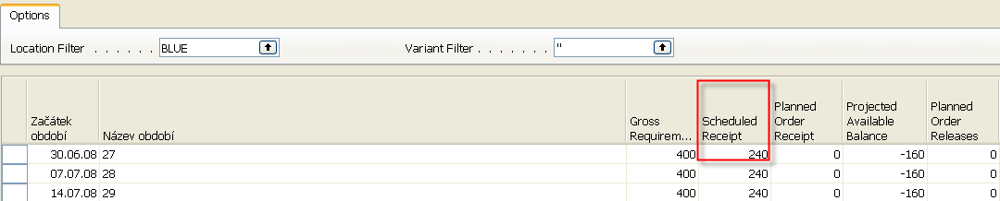 Options
Location Filter . . . . . . BLUE Variant Filter . . . . . . . ''
Začátek období Název období Gross Requirem... Scheduled Receipt Planned Order Receipt Projected Available Balance Planned Order Releases
30.06.08 27 400 240 0 -160 0
07.07.08 28 400 240 0 -160 0
14.07.08 29 400 240 0 -160 0